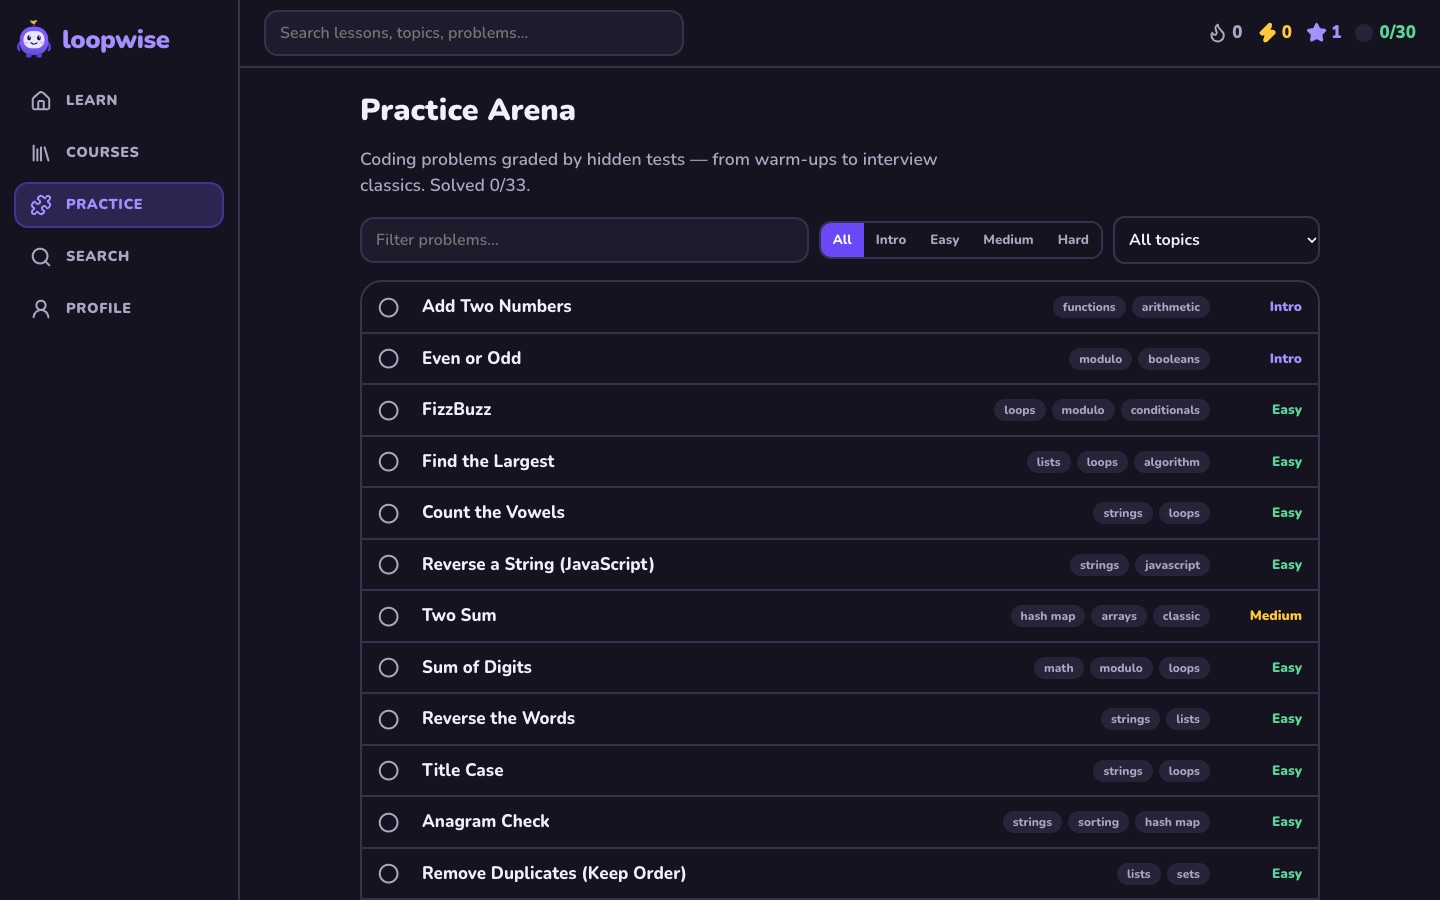 loopwise
Search lessons, topics, problems...
0 0 1 0/30
LEARN
COURSES
PRACTICE
SEARCH
PROFILE
Practice Arena
Coding problems graded by hidden tests — from warm-ups to interview
classics. Solved 0/33.
Filter problems...
All Intro Easy Medium Hard
All topics
Add Two Numbers functions arithmetic Intro
Even or Odd modulo booleans Intro
FizzBuzz loops modulo conditionals Easy
Find the Largest lists loops algorithm Easy
Count the Vowels strings loops Easy
Reverse a String (JavaScript) strings javascript Easy
Two Sum hash map arrays classic Medium
Sum of Digits math modulo loops Easy
Reverse the Words strings lists Easy
Title Case strings loops Easy
Anagram Check strings sorting hash map Easy
Remove Duplicates (Keep Order) lists sets Easy